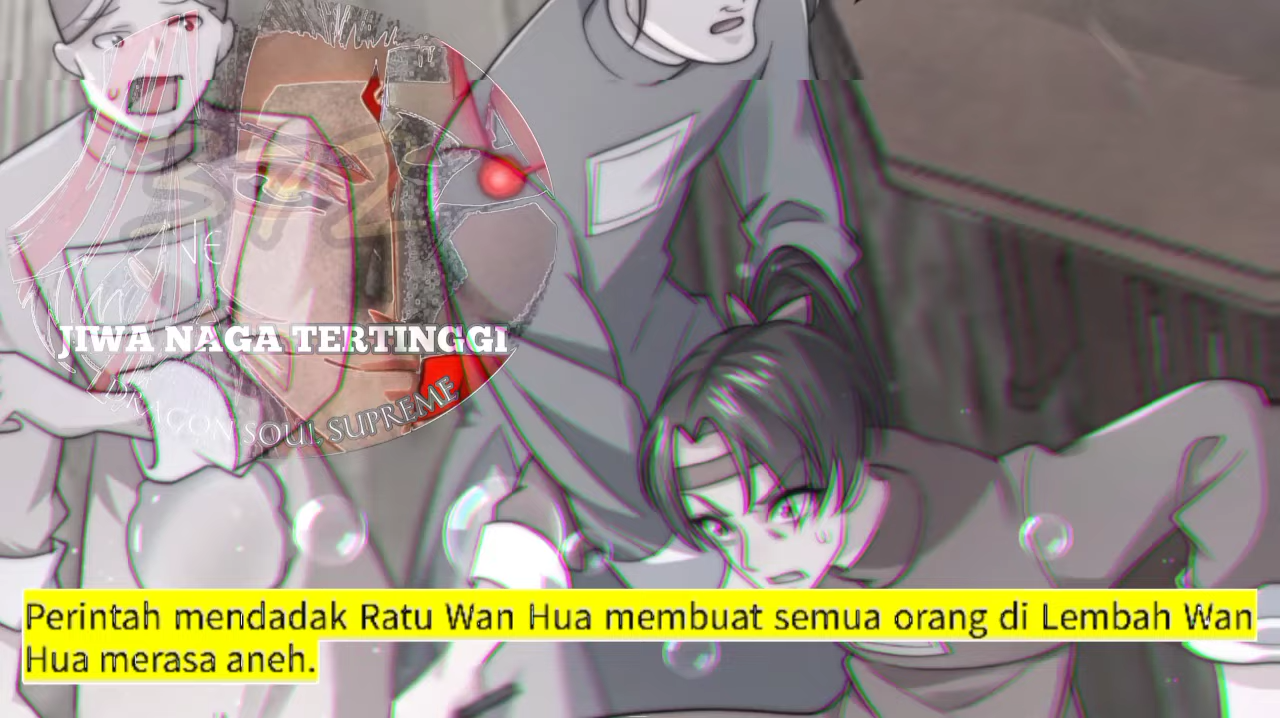 JIWA NAGA TERTINGGI
DRAGON SOUL SUPREME
Perintah mendadak Ratu Wan Hua membuat semua orang di Lembah Wan
Hua merasa aneh.